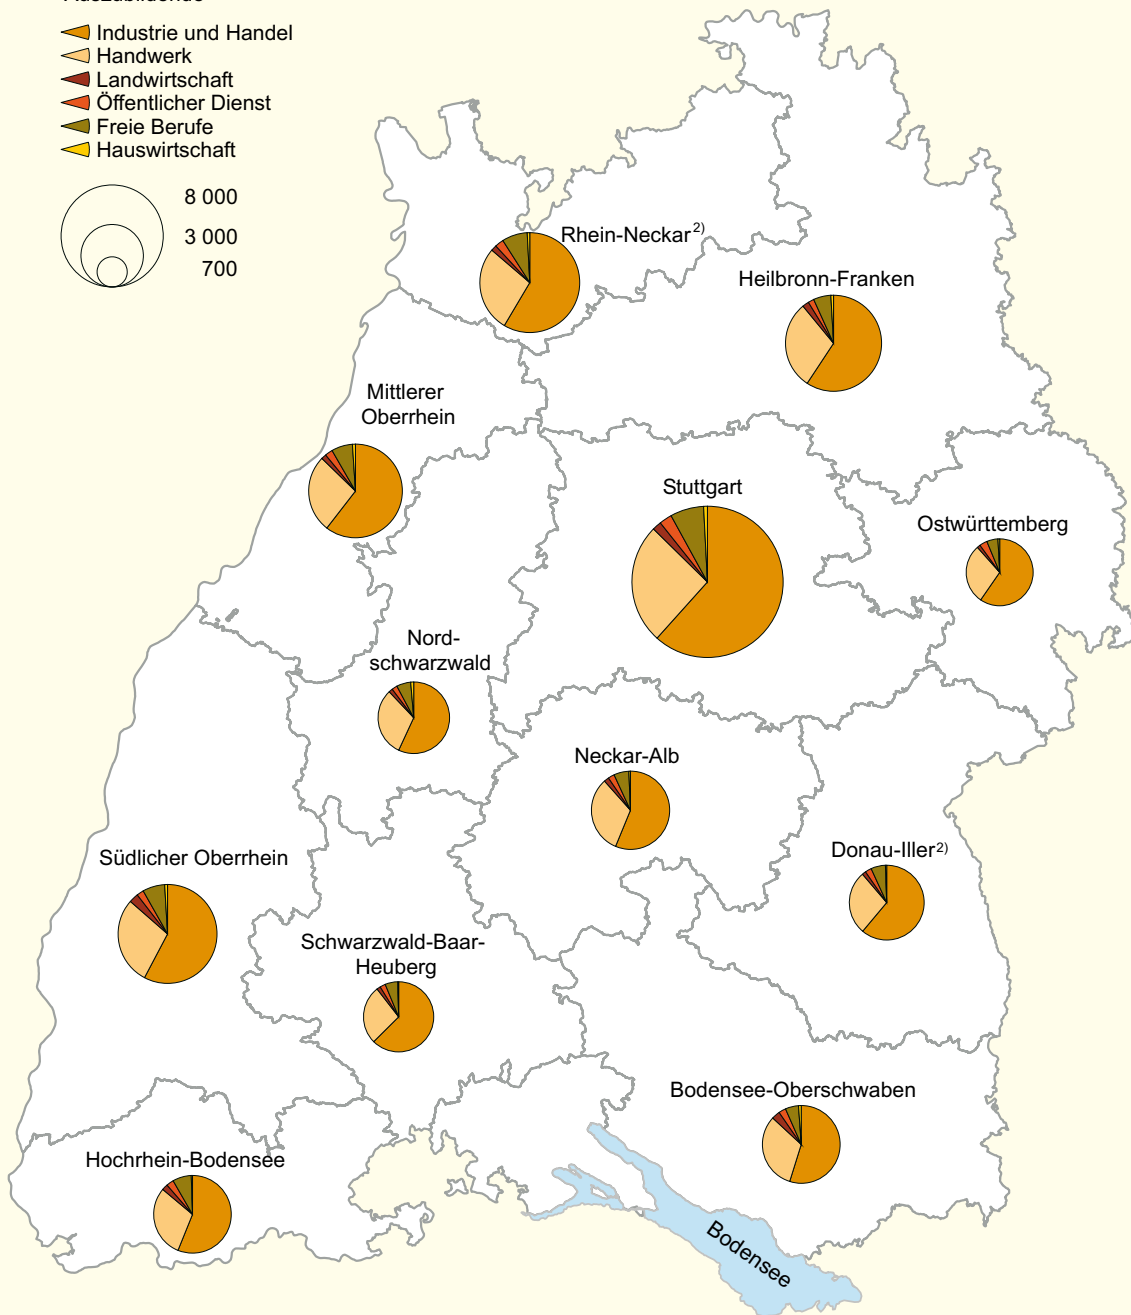 Auszubildende
Industrie und Handel
Handwerk
Landwirtschaft
Öffentlicher Dienst
Freie Berufe
Hauswirtschaft
8 000
3 000
700
Rhein-Neckar2)
Heilbronn-Franken
Mittlerer
Oberrhein
Stuttgart
Ostwürttemberg
Nord-
schwarzwald
Neckar-Alb
Donau-Iller2)
Südlicher Oberrhein
Schwarzwald-Baar-
Heuberg
Bodensee-Oberschwaben
Hochrhein-Bodensee
Bodensee